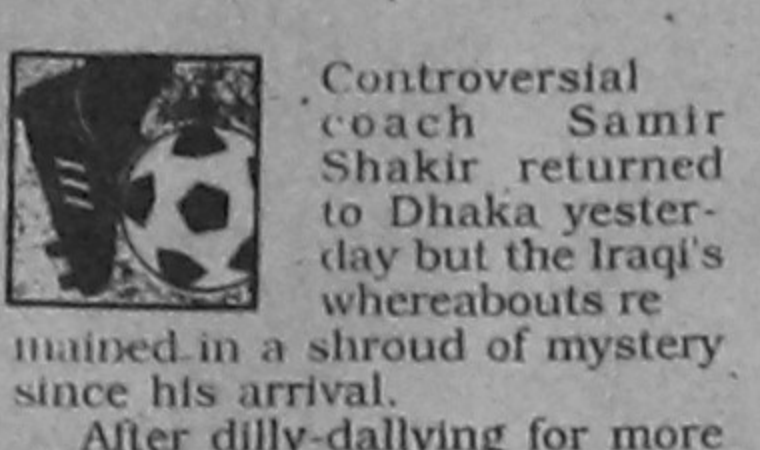 Controversial
coach Samir
Shakir returned
to Dhaka yester-
day but the Iraqi's
whereabouts re
mained in a shroud of mystery
since his arrival.
After dilly-dallying for more